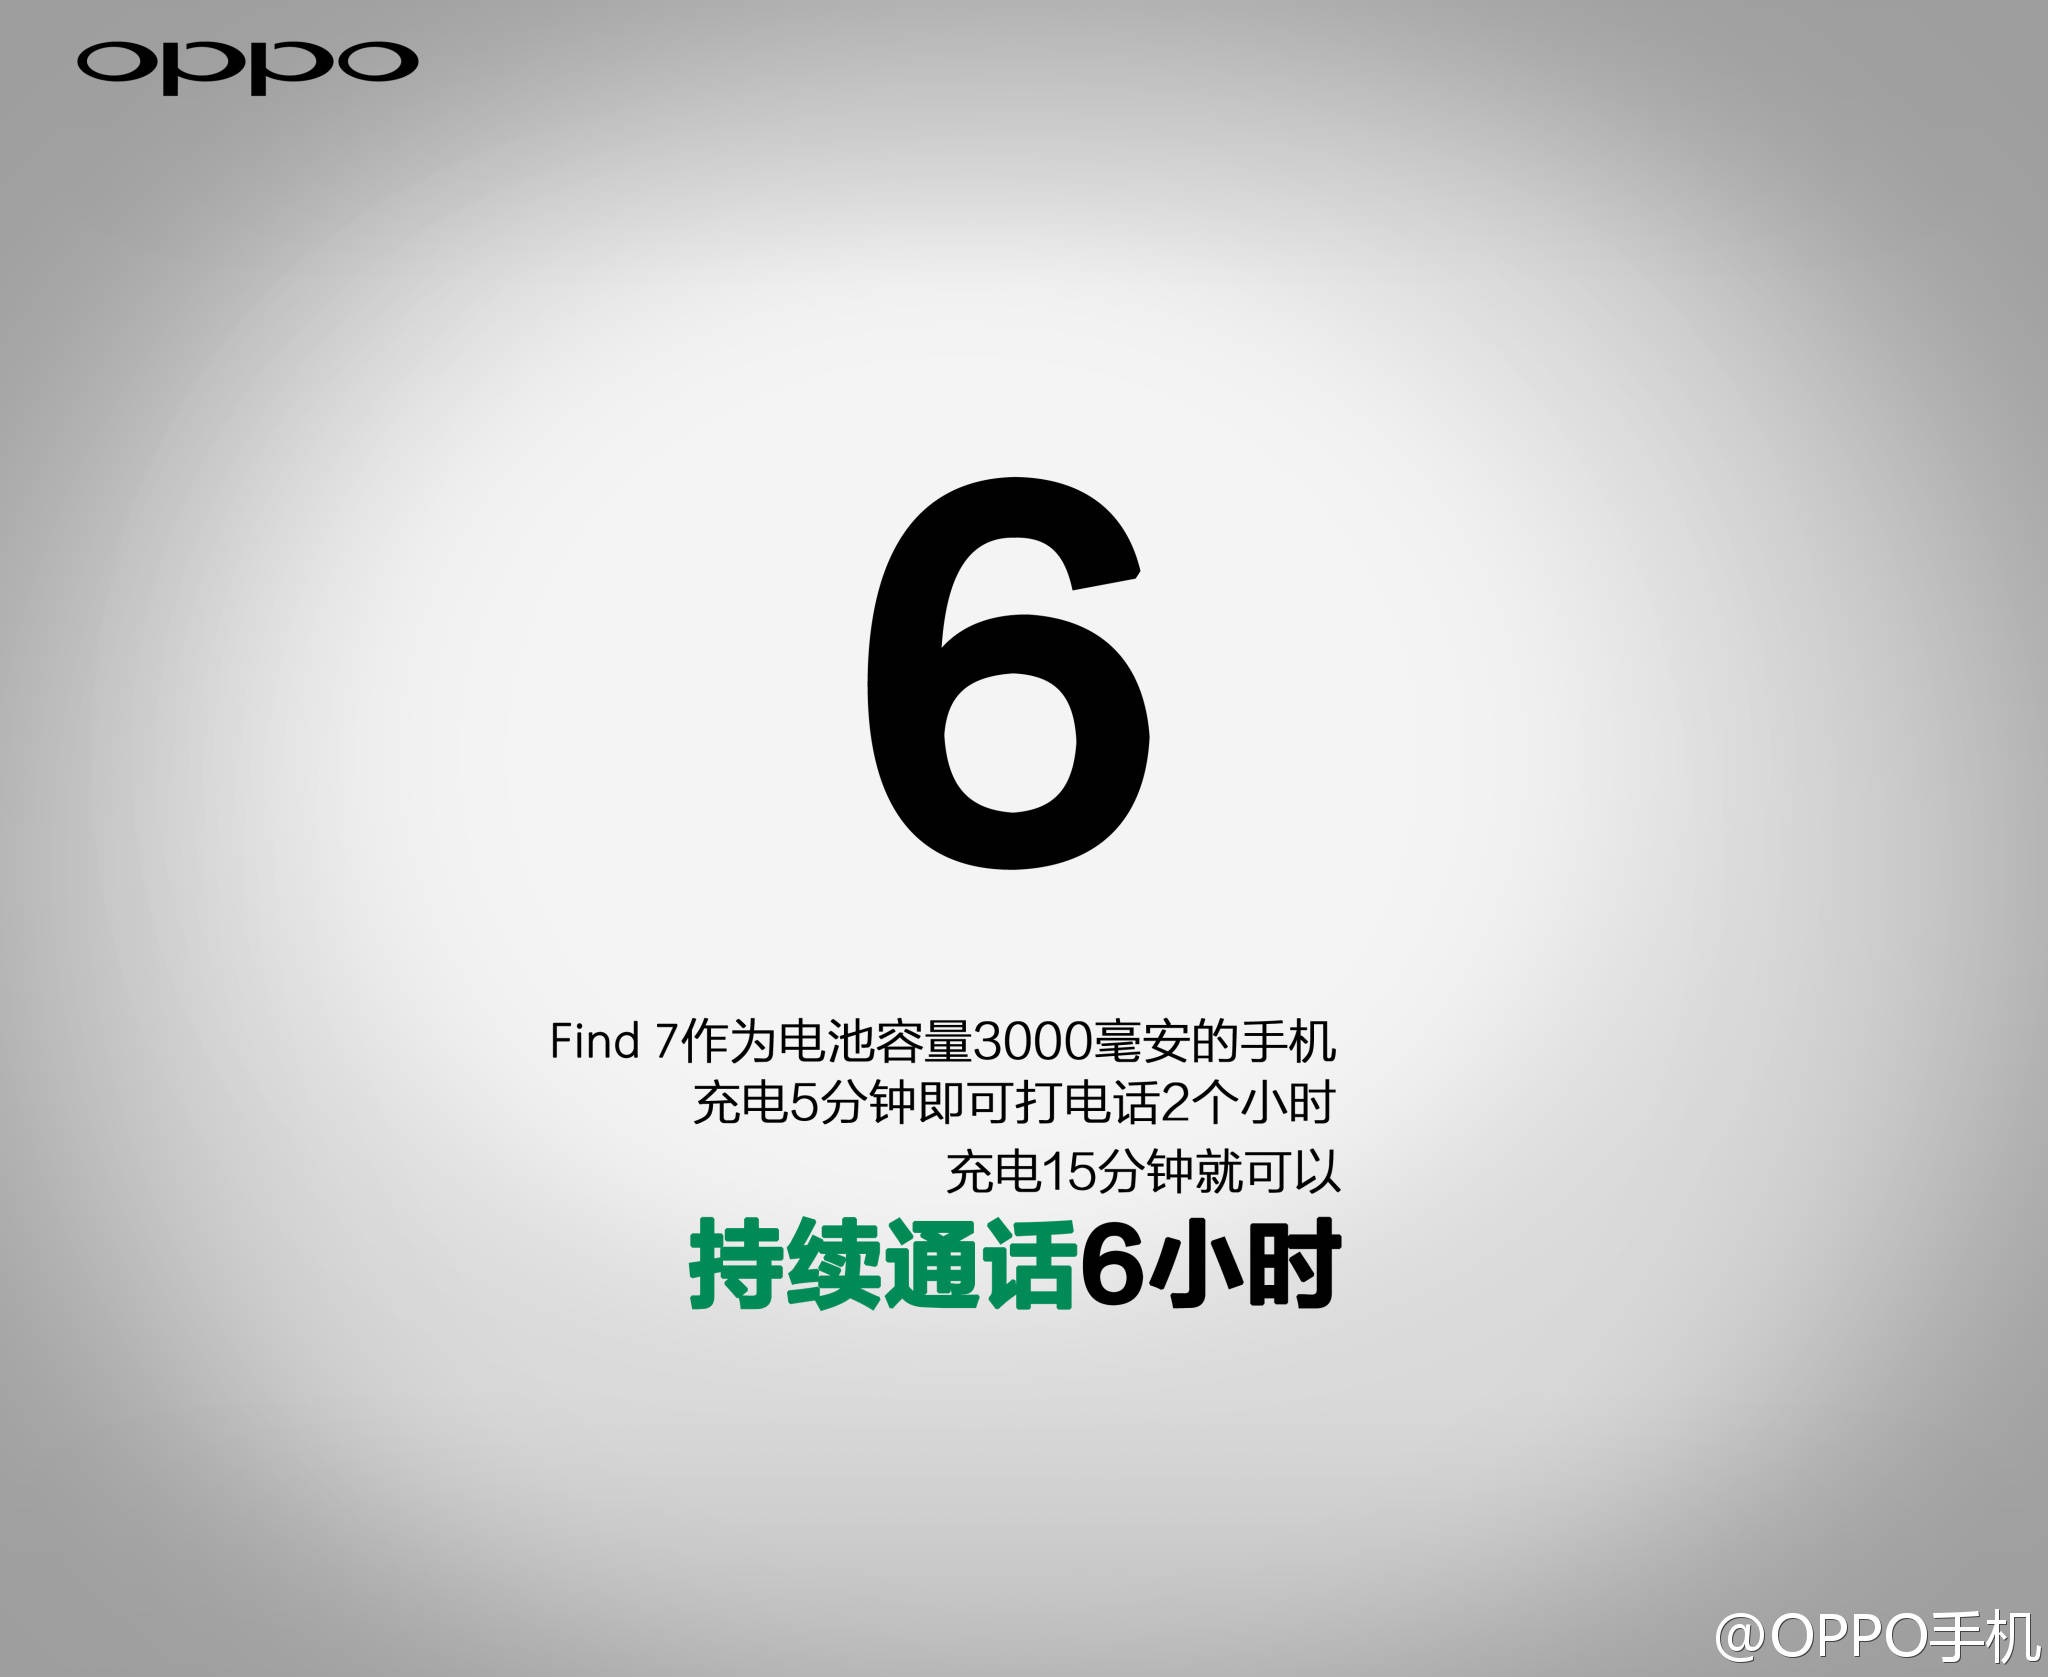 oppo
6
Find 7作为电池容量3000毫安的手机
充电5分钟即可打电话2个小时
充电15分钟就可以
持续通话6小时
@OPPO手机